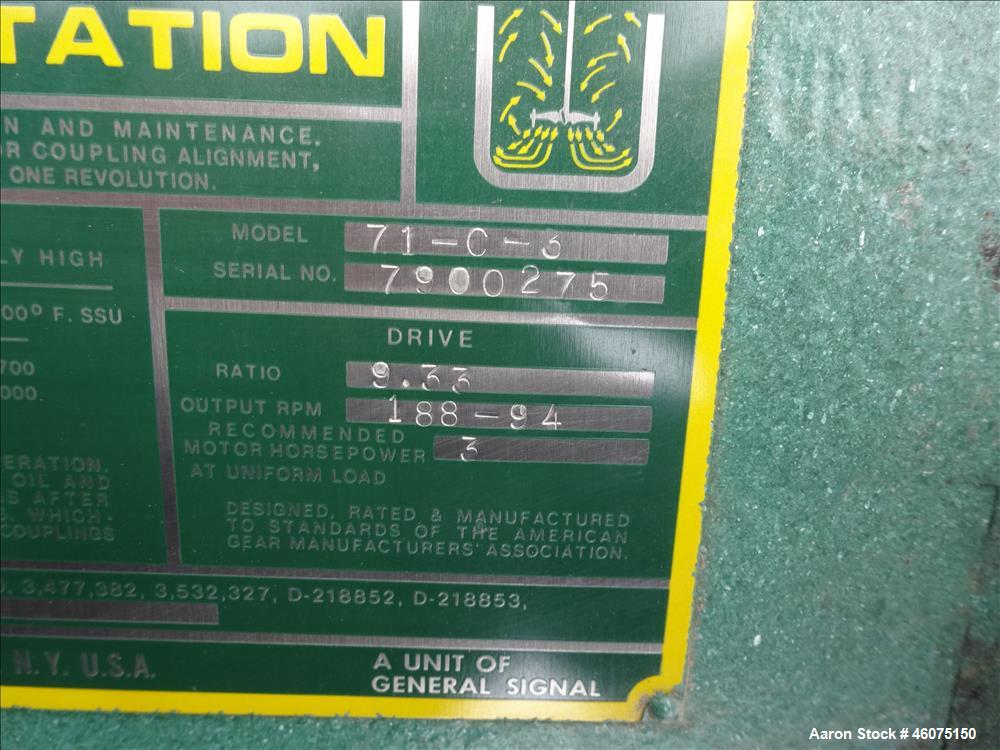 TATION
N AND MAINTENANCE.
OR COUPLING ALIGNMENT,
ONE REVOLUTION.
MODEL 71-C-3
SERIAL NO. 7900275
LY HIGH
00° F. SSU
700
000.
DRIVE
RATIO 9.33
OUTPUT RPM 188-94
RECOMMENDED
MOTOR HORSEPOWER 3
AT UNIFORM LOAD
ERATION.
OIL AND
S AFTER
WHICH-
COUPLINGS
DESIGNED, RATED & MANUFACTURED
TO STANDARDS OF THE AMERICAN
GEAR MANUFACTURERS' ASSOCIATION.
3,477,382, 3,532,327, D-218852, D-218853,
N.Y. U.S.A.
A UNIT OF
GENERAL SIGNAL
Aaron Stock # 46075150